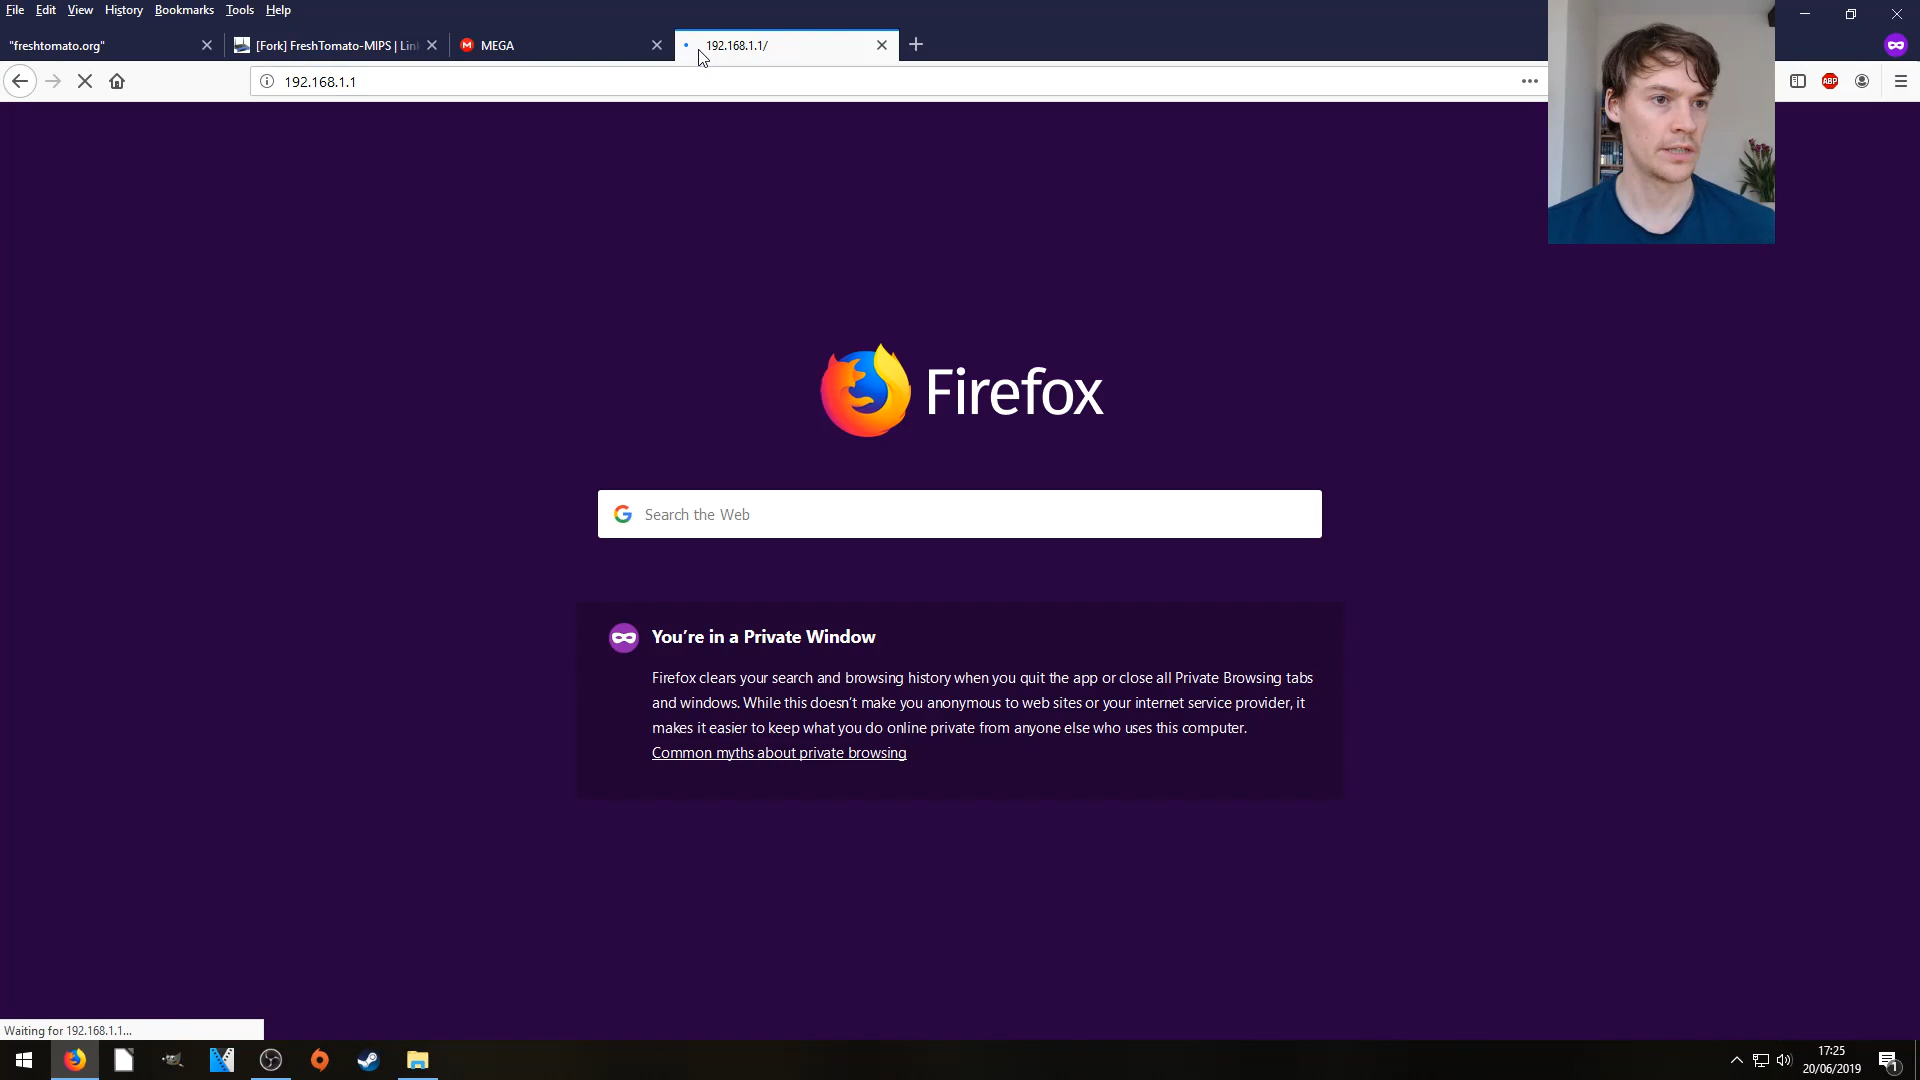 File Edit View History Bookmarks Tools Help
"freshtomato.org"
[Fork] FreshTomato-MIPS | Lin
MEGA
192.168.1.1/
192.168.1.1
ABP
Firefox
Search the Web
You're in a Private Window
Firefox clears your search and browsing history when you quit the app or close all Private Browsing tabs
and windows. While this doesn't make you anonymous to web sites or your internet service provider, it
makes it easier to keep what you do online private from anyone else who uses this computer.
Common myths about private browsing
Waiting for 192.168.1.1...
17:25
20/06/2019
1